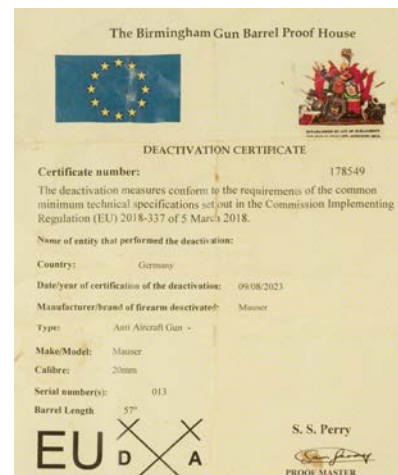 The Birmingham Gun Barrel Proof House
DEACTIVATION CERTIFICATE
Certificate number: 178549
The deactivation measures conform to the requirements of the common
minimum technical specifications set out in the Commission Implementing
Regulation (EU) 2018-337 of 5 March 2018.
Name of entity that performed the deactivation:
Country: Germany
Date/year of certification of the deactivation: 09/08/2023
Manufacturer/brand of firearm deactivated: Mauser
Type: Anti Aircraft Gun -
Make/Model: Mauser
Calibre: 20mm
Serial number(s): 013
Barrel Length 57"
EU D A
S. S. Perry
PROOF MASTER